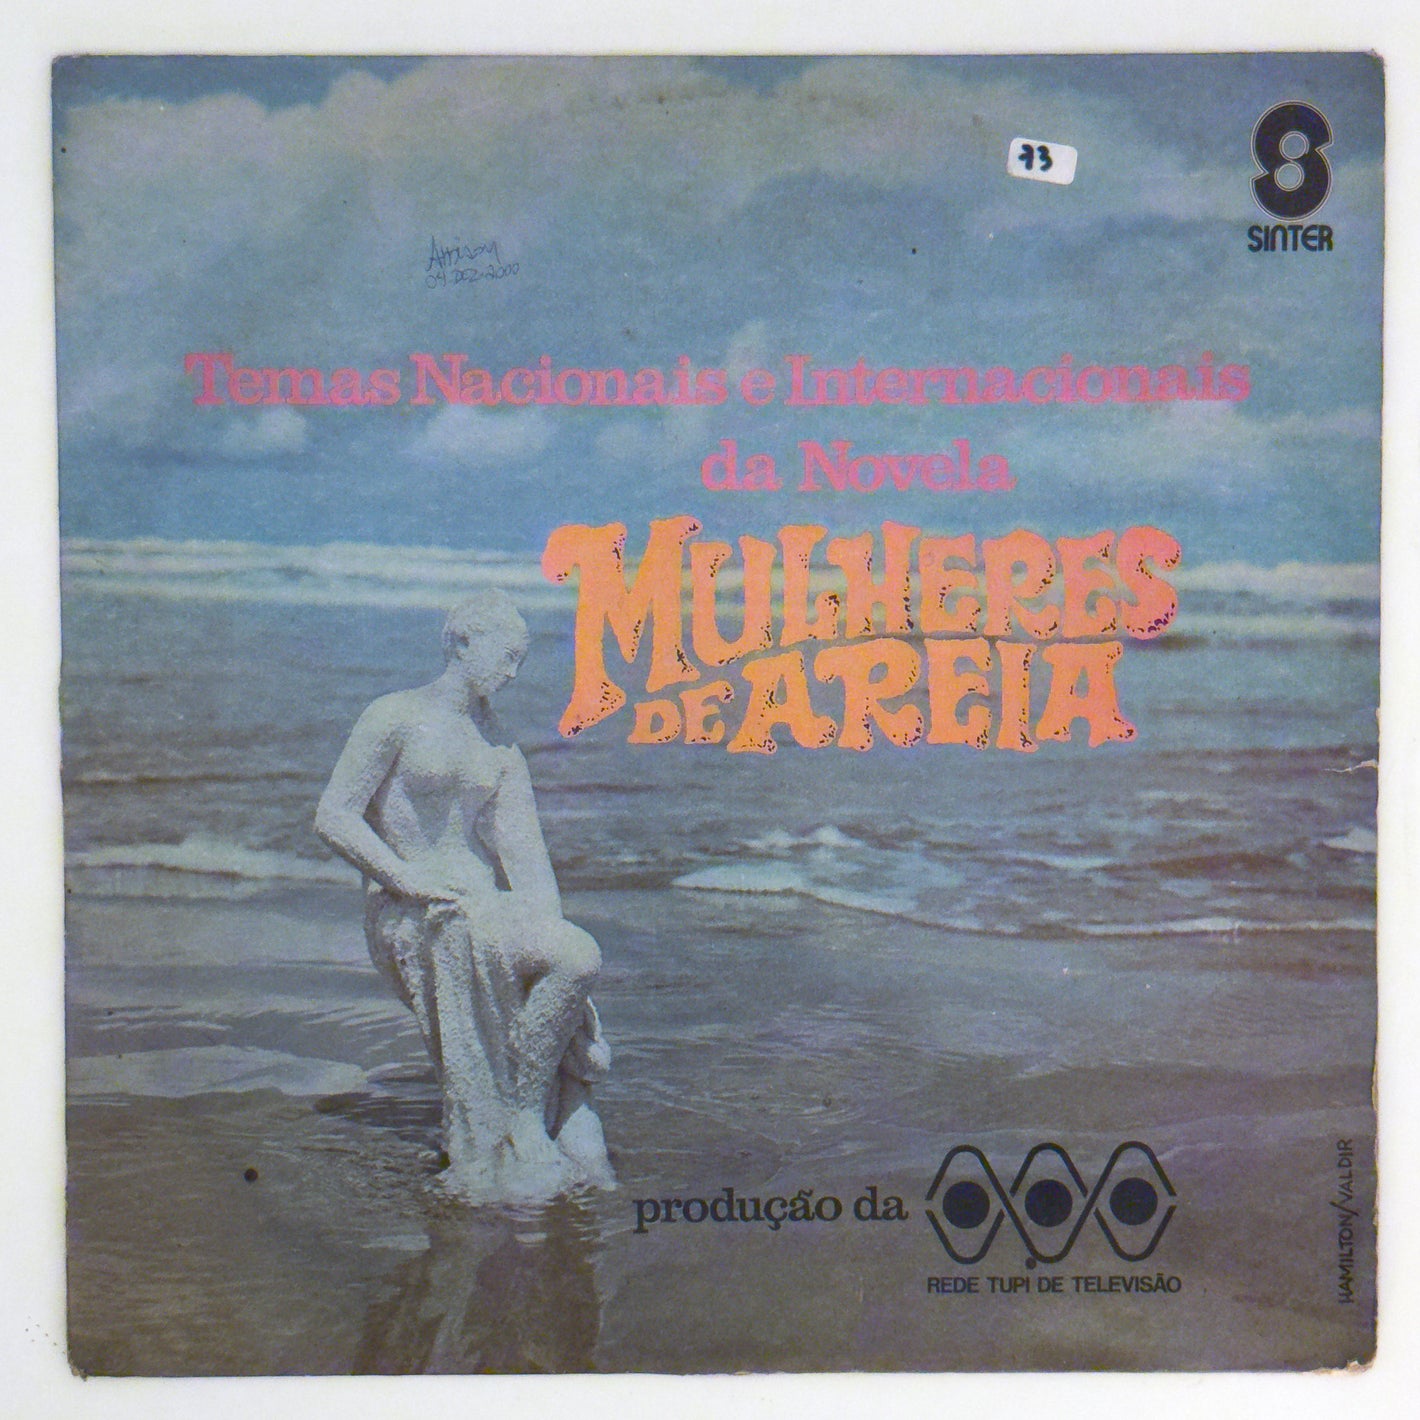 73
SINTER
04 DEZ 2000
Temas Nacionais e Internacionais
da Novela
MULHERES
DE AREIA
produção da
REDE TUPI DE TELEVISÃO
HAMILTON/VALDIR